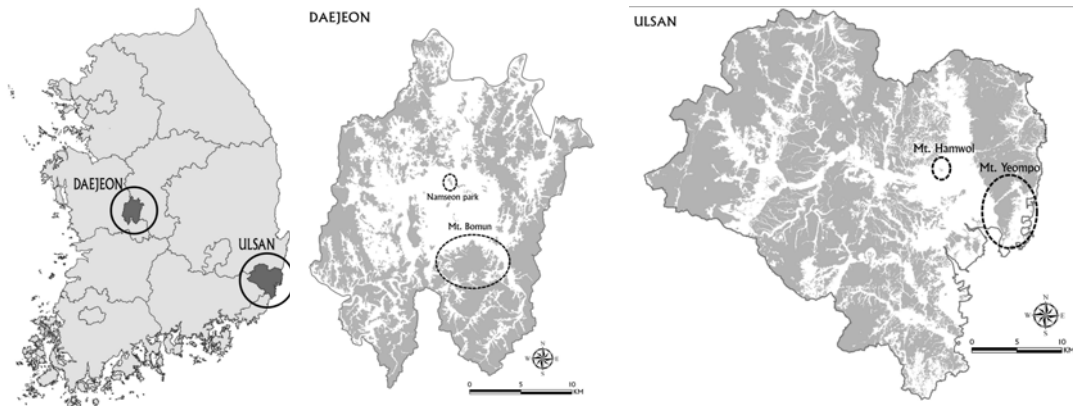 DAEJEON
ULSAN
DAEJEON
Namseon park
Mt. Bomun
N
W E
S
0 5 10
KM
ULSAN
Mt. Hamwol
Mt. Yeompo
N
W E
S
0 5 10
KM